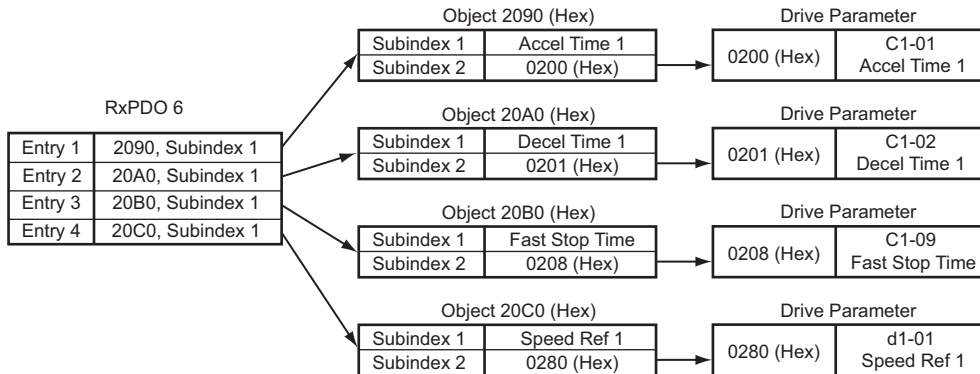 RxPDO 6
Entry 1 2090, Subindex 1
Entry 2 20A0, Subindex 1
Entry 3 20B0, Subindex 1
Entry 4 20C0, Subindex 1
Object 2090 (Hex)
Subindex 1 Accel Time 1
Subindex 2 0200 (Hex)
Drive Parameter
0200 (Hex)
C1-01
Accel Time 1
Object 20A0 (Hex)
Subindex 1 Decel Time 1
Subindex 2 0201 (Hex)
Drive Parameter
0201 (Hex)
C1-02
Decel Time 1
Object 20B0 (Hex)
Subindex 1 Fast Stop Time
Subindex 2 0208 (Hex)
Drive Parameter
0208 (Hex)
C1-09
Fast Stop Time
Object 20C0 (Hex)
Subindex 1 Speed Ref 1
Subindex 2 0280 (Hex)
Drive Parameter
0280 (Hex)
d1-01
Speed Ref 1